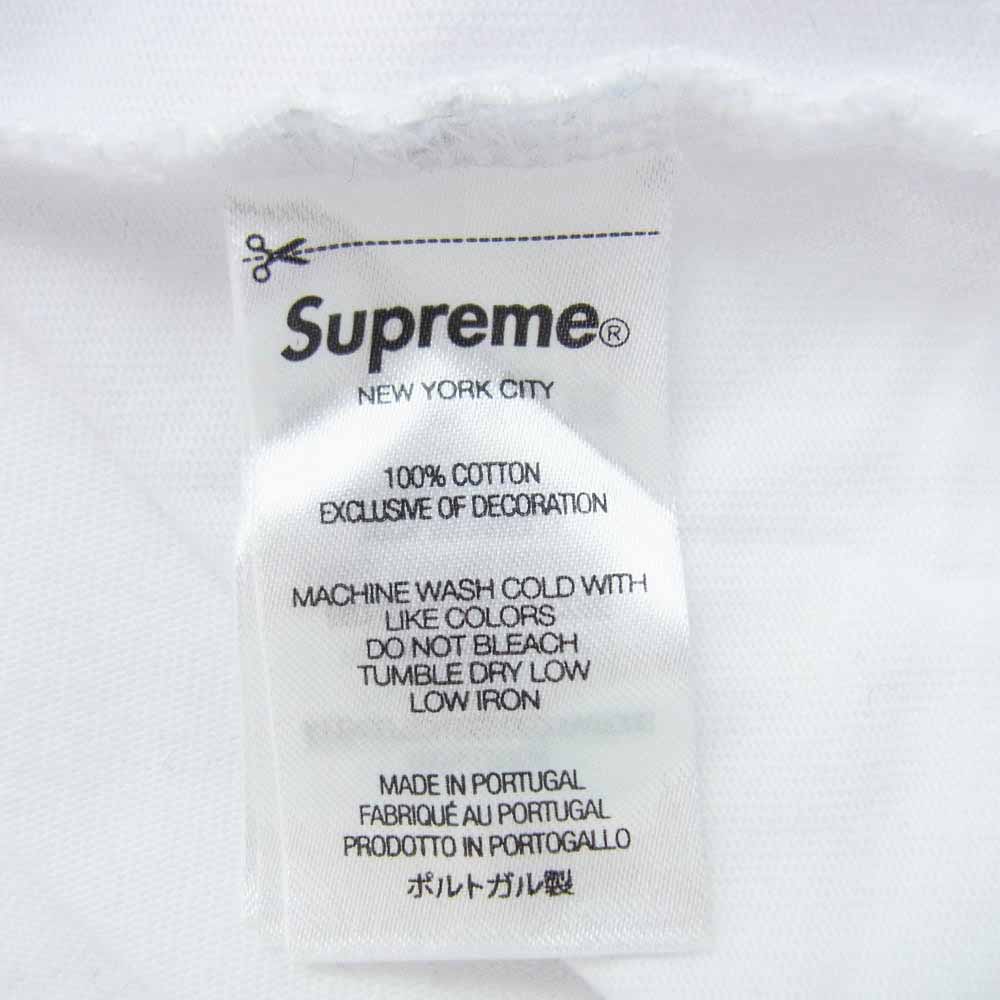 Supreme®
NEW YORK CITY
100% COTTON
EXCLUSIVE OF DECORATION
MACHINE WASH COLD WITH
LIKE COLORS
DO NOT BLEACH
TUMBLE DRY LOW
LOW IRON
MADE IN PORTUGAL
FABRIQUÉ AU PORTUGAL
PRODOTTO IN PORTOGALLO
ポルトガル製